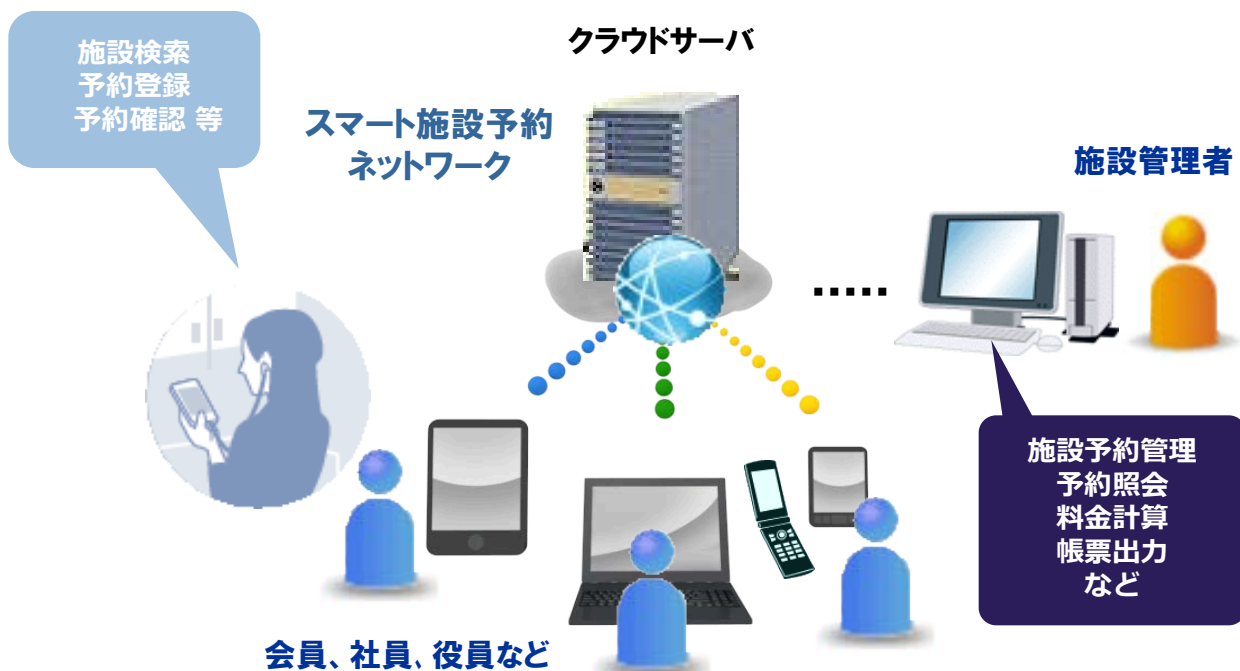 施設検索
予約登録
予約確認 等
クラウドサーバ
スマート施設予約
ネットワーク
施設管理者
施設予約管理
予約照会
料金計算
帳票出力
など
会員、社員、役員など